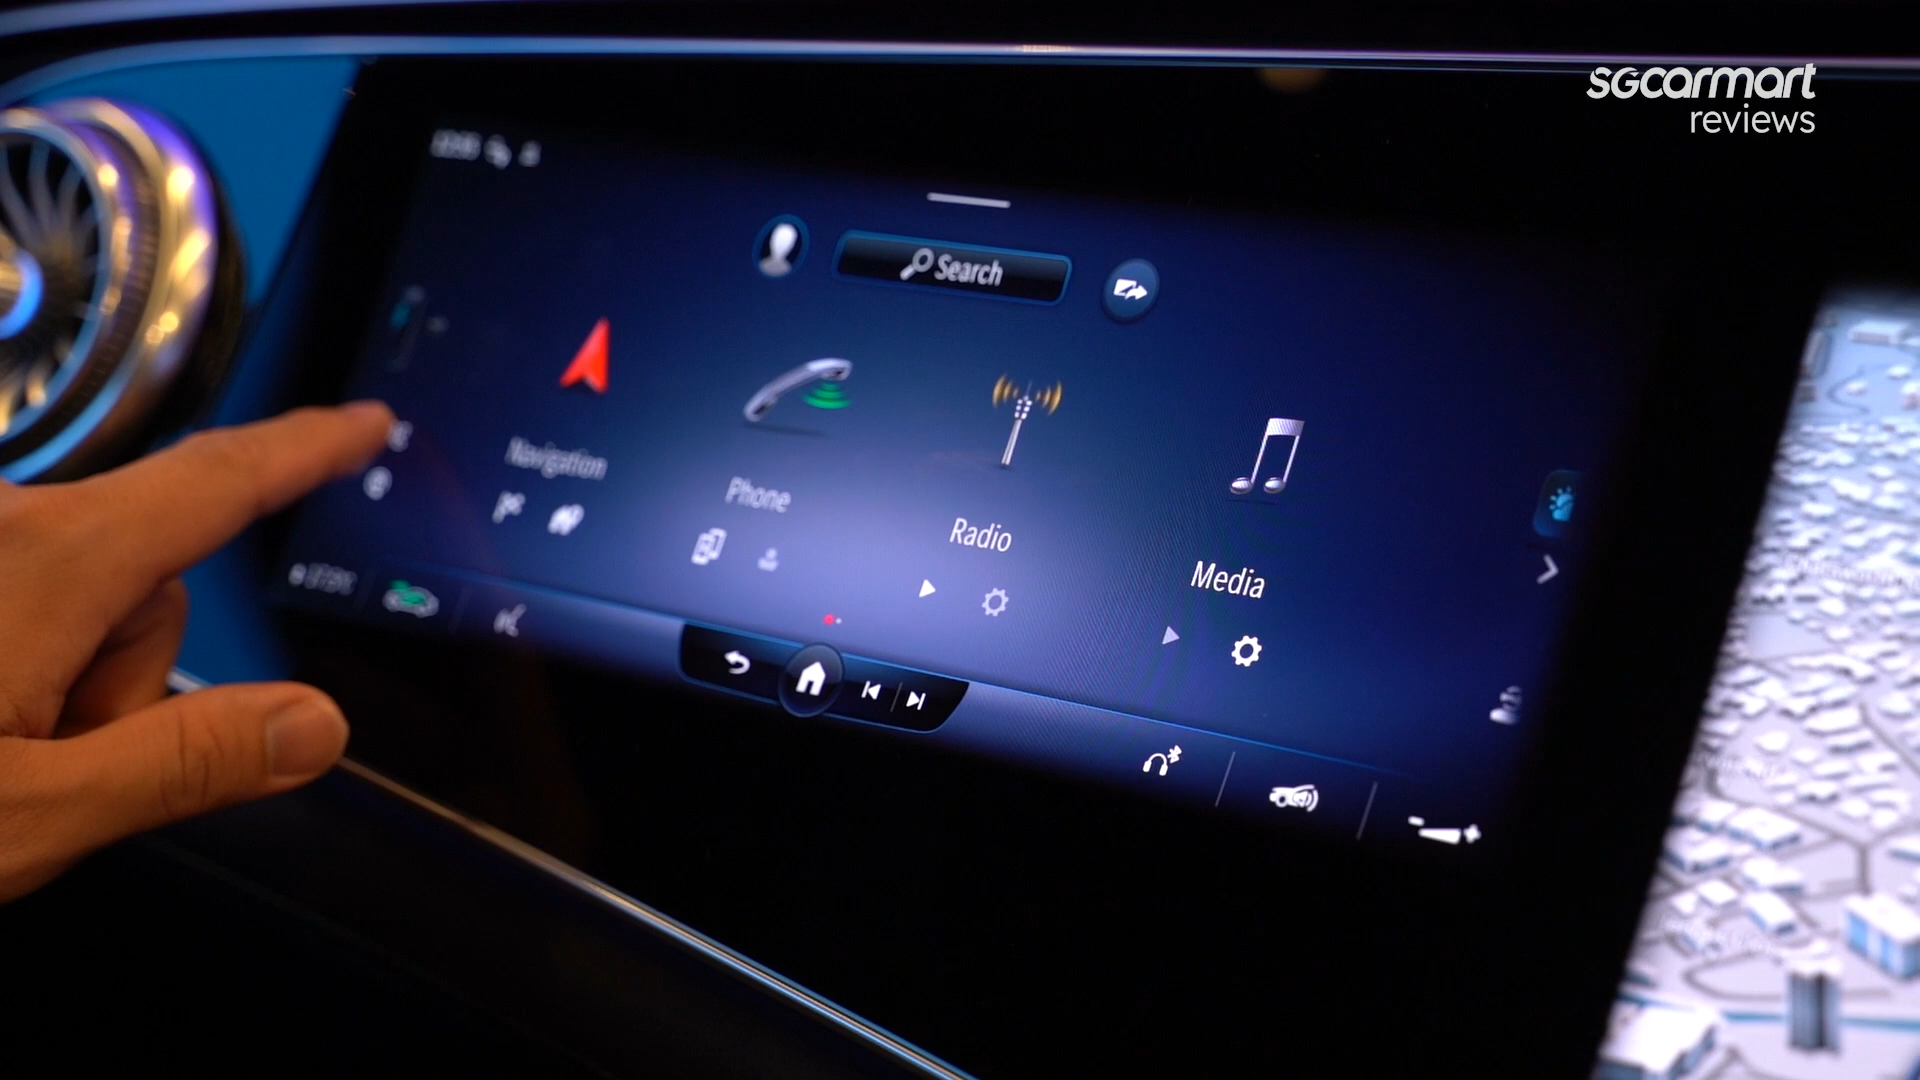 sgcarmart
reviews
Search
Navigation
Phone
Radio
Media